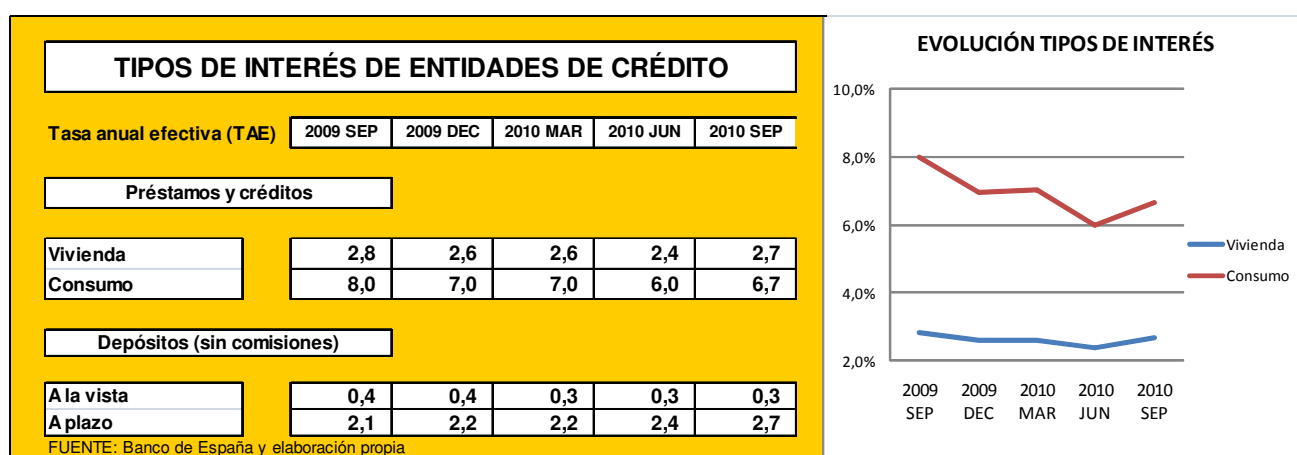 TIPOS DE INTERÉS DE ENTIDADES DE CRÉDITO
Tasa anual efectiva (TAE) 2009 SEP 2009 DEC 2010 MAR 2010 JUN 2010 SEP
Préstamos y créditos
Vivienda 2,8 2,6 2,6 2,4 2,7
Consumo 8,0 7,0 7,0 6,0 6,7
Depósitos (sin comisiones)
A la vista 0,4 0,4 0,3 0,3 0,3
A plazo 2,1 2,2 2,2 2,4 2,7
FUENTE: Banco de España y elaboración propia
EVOLUCIÓN TIPOS DE INTERÉS
10,0%
8,0%
6,0%
4,0%
2,0%
2009 2009 2010 2010 2010
SEP DEC MAR JUN SEP
Vivienda
Consumo